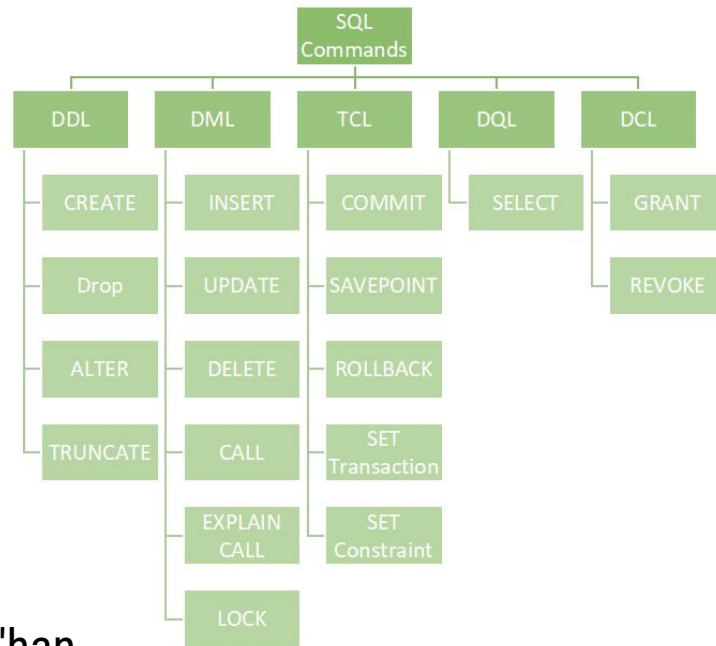 SQL
Commands
DDL
DML
TCL
DQL
DCL
CREATE
INSERT
COMMIT
SELECT
GRANT
Drop
UPDATE
SAVEPOINT
REVOKE
ALTER
DELETE
ROLLBACK
TRUNCATE
CALL
SET
Transaction
EXPLAIN
CALL
SET
Constraint
LOCK